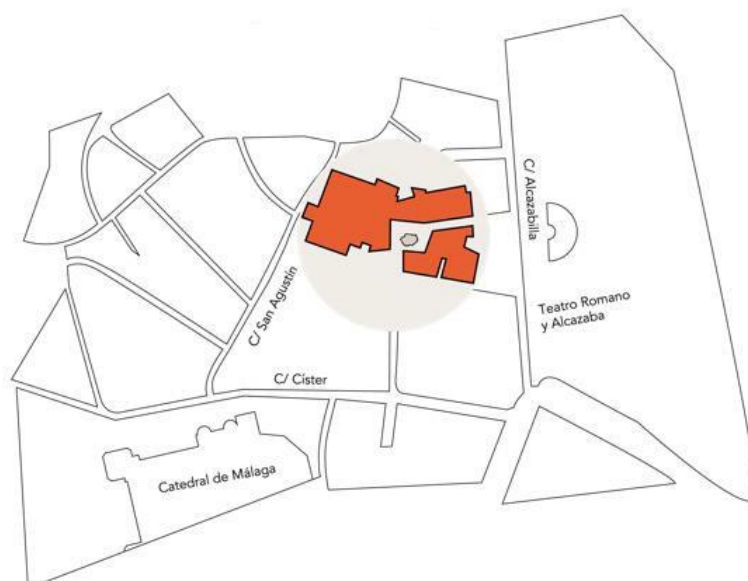 C/ Alcazabilla
C/ San Agustín
Teatro Romano
y Alcazaba
C/ Císter
Catedral de Málaga